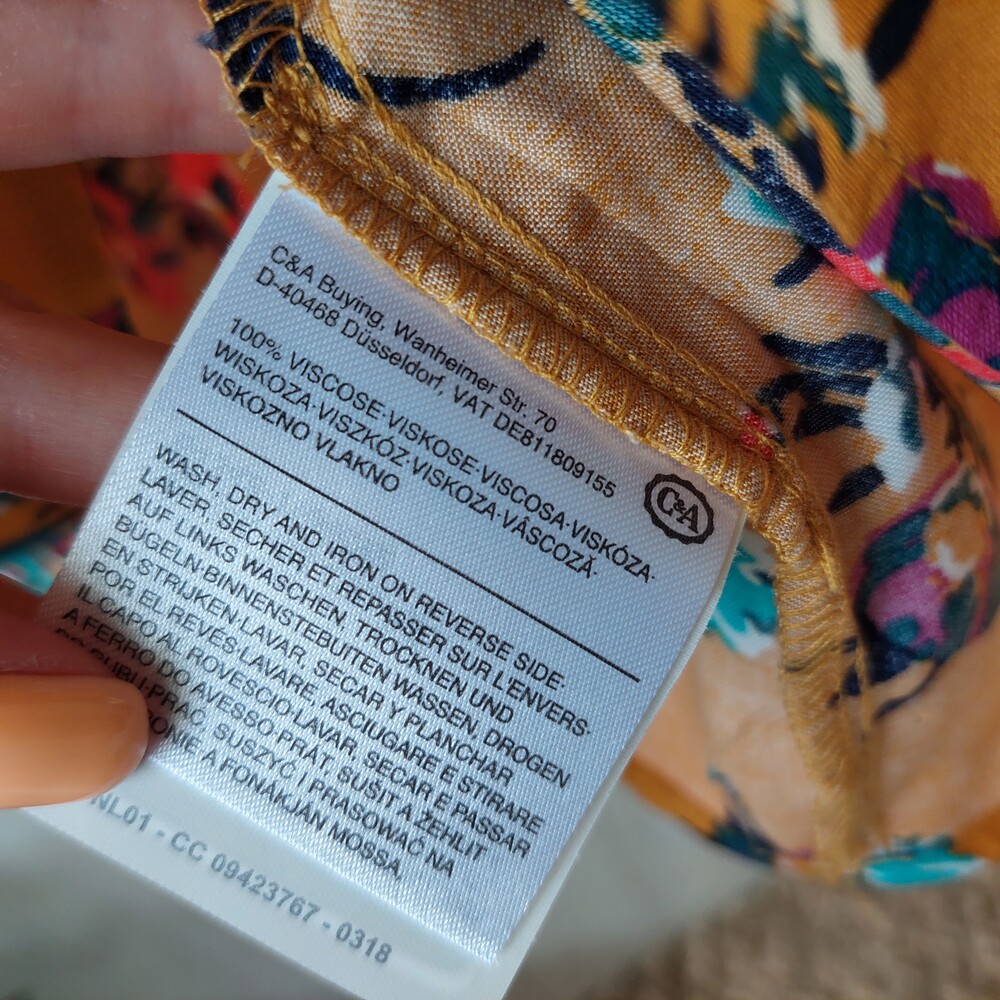 C&A Buying, Wanheimer Str. 70
D-40468 Düsseldorf, VAT DE811809155
100% VISCOSE·VISKOSE·VISCOSA·VISKÓZA·
WISKOZA·VISZKÓZ·VISKOZA·VÂSCOZĂ·
VISKOZNO VLAKNO
C&A
WASH, DRY AND IRON ON REVERSE SIDE·
LAVER, SECHER ET REPASSER SUR L'ENVERS·
AUF LINKS WASCHEN, TROCKNEN UND
BÜGELN·BINNENSTEBUITEN WASSEN, DROGEN
EN STRIJKEN·LAVAR, SECAR Y PLANCHAR
POR EL REVÉS·LAVARE, ASCIUGARE E STIRARE
IL CAPO AL ROVESCIO·LAVAR, SECAR E PASSAR
A FERRO DO AVESSO·PRÁT, SUŠIT A ŽEHLIT
RUBU·PRAĆ, SUSZYĆ I PRASOWAĆ NA
A FONÁKJÁN MOSSA,
NL01 - CC 09423767 - 0318